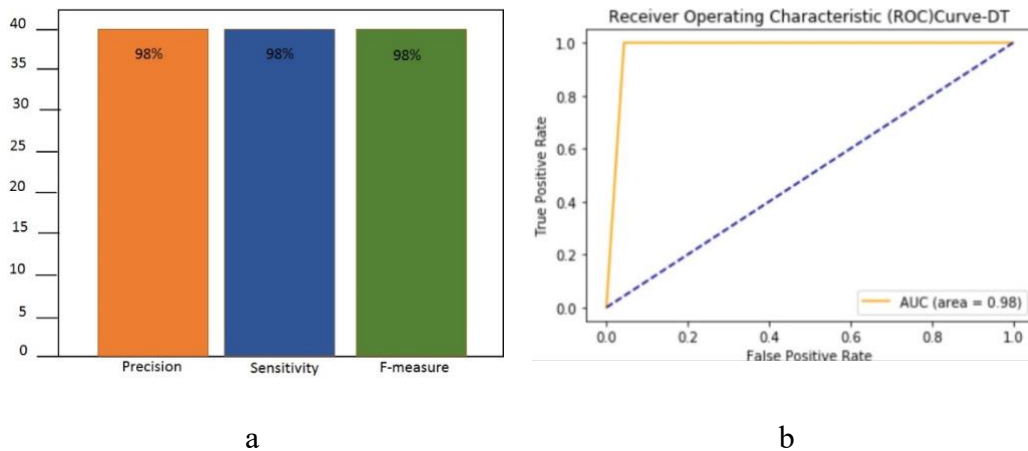 40
35
30
20
15
10
5
0
98%
98%
98%
Precision
Sensitivity
F-measure
a
Receiver Operating Characteristic (ROC)Curve-DT
True Positive Rate
1.0
0.8
0.6
0.4
0.2
0.0
AUC (area = 0.98)
0.0 0.2 0.4 0.6 0.8 1.0
False Positive Rate
b